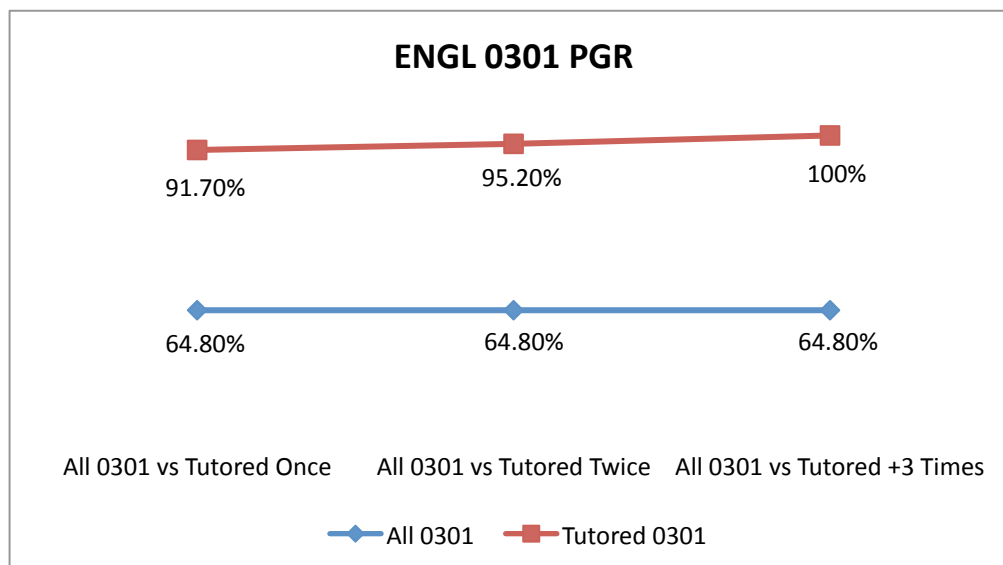 ENGL 0301 PGR
91.70%
95.20%
100%
64.80%
64.80%
64.80%
All 0301 vs Tutored Once
All 0301 vs Tutored Twice
All 0301 vs Tutored +3 Times
All 0301
Tutored 0301